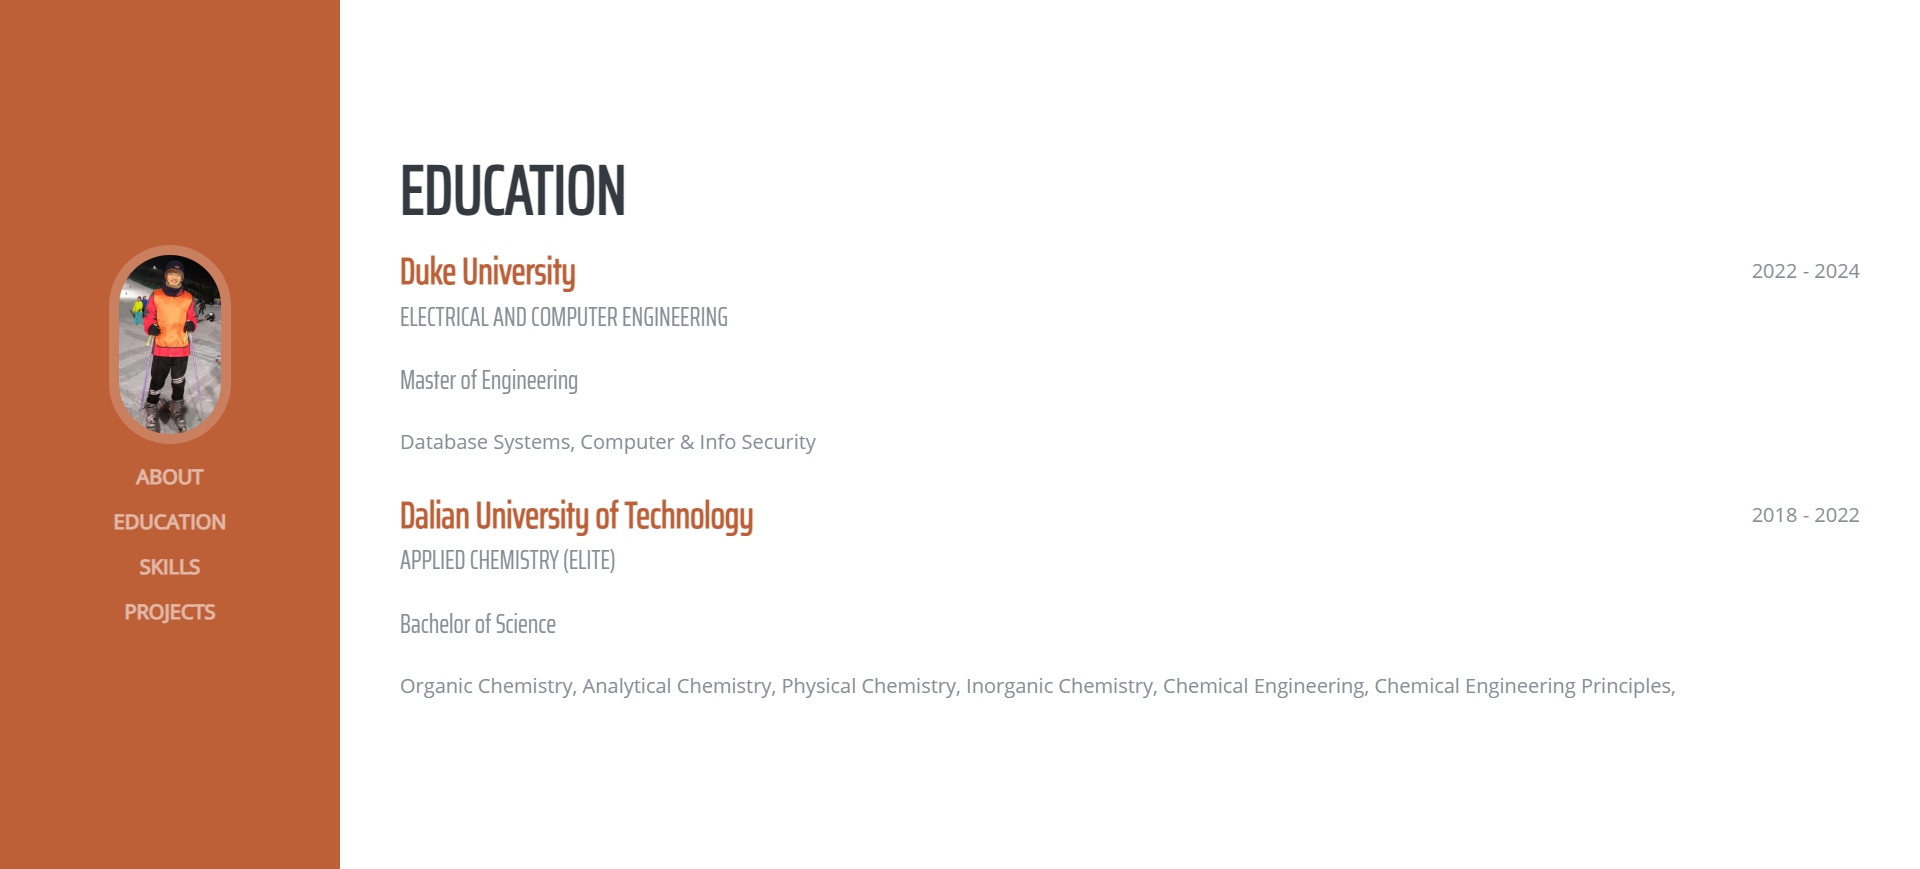 ABOUT
EDUCATION
SKILLS
PROJECTS
EDUCATION
Duke University
2022 - 2024
ELECTRICAL AND COMPUTER ENGINEERING
Master of Engineering
Database Systems, Computer & Info Security
Dalian University of Technology
2018 - 2022
APPLIED CHEMISTRY (ELITE)
Bachelor of Science
Organic Chemistry, Analytical Chemistry, Physical Chemistry, Inorganic Chemistry, Chemical Engineering, Chemical Engineering Principles,